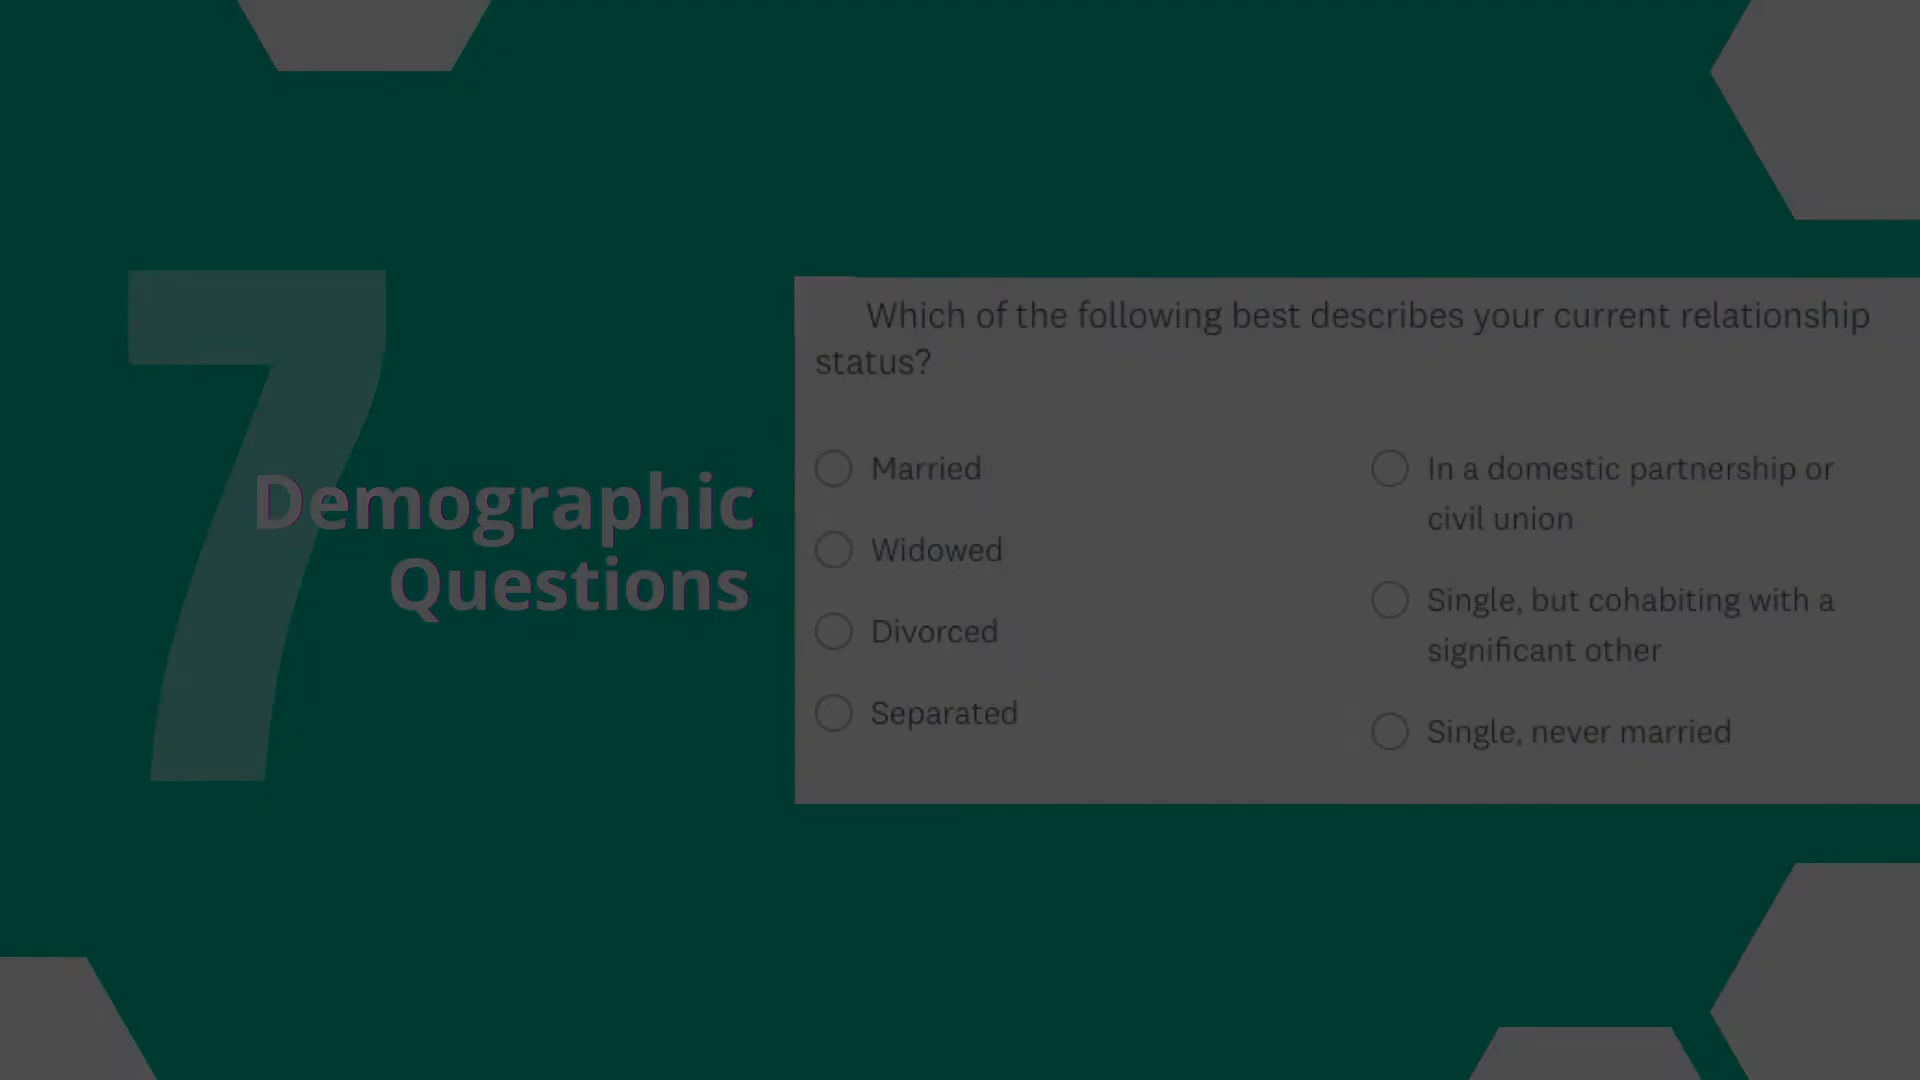 7
Demographic
Questions
Which of the following best describes your current relationship
status?
Married
Widowed
Divorced
Separated
In a domestic partnership or
civil union
Single, but cohabiting with a
significant other
Single, never married